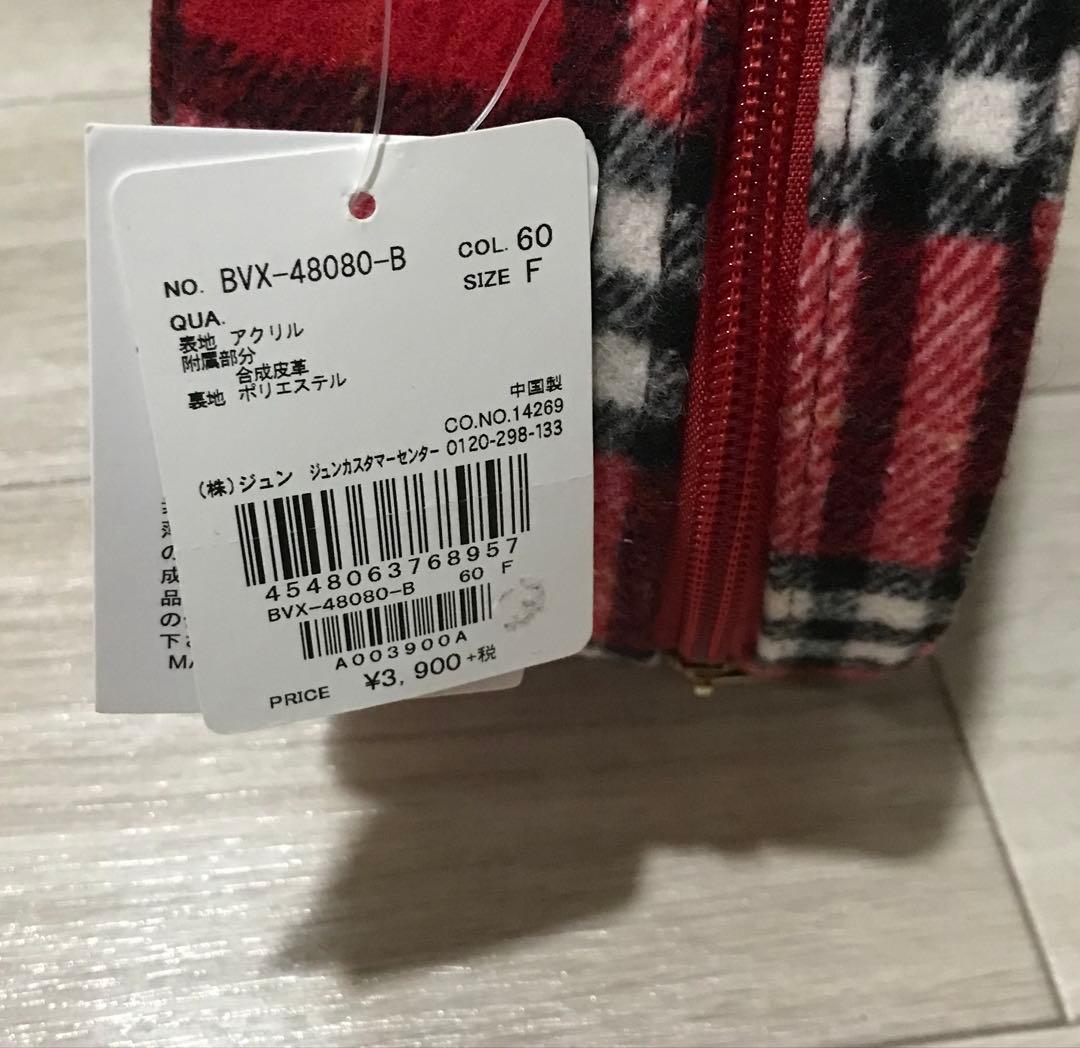 NO. BVX-48080-B COL. 60
SIZE F
QUA.
表地 アクリル
附属部分
合成皮革
裏地 ポリエステル
中国製
CO.NO.14269
(株)ジュン ジュンカスタマーセンター 0120-298-133
4548063768957
BVX-48080-B 60 F
A003900A
PRICE ¥3,900+税
の
成
品
の
下